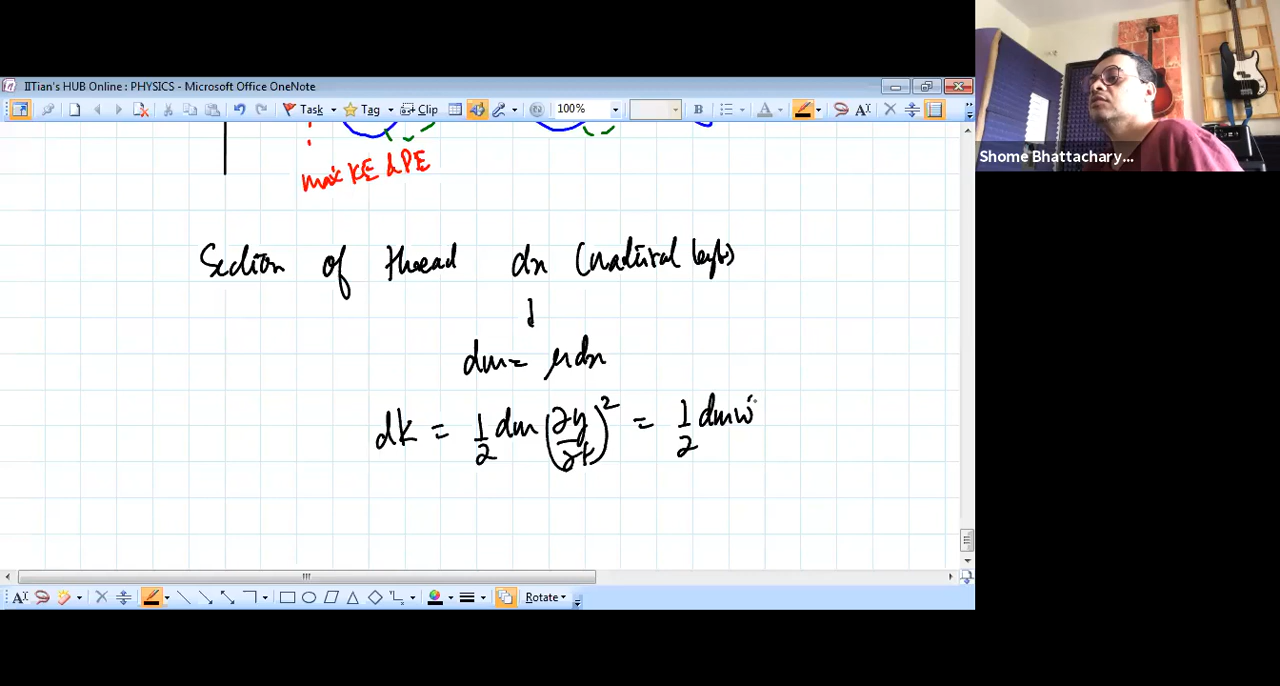 IITian's HUB Online : PHYSICS - Microsoft Office OneNote
Task Tag Clip 100% B A A
Shome Bhattachary...
max KE & PE
Section of thread dx (natural length)
dm = μdx
dk = 1/2 dm (∂y/∂t)² = 1/2 dmω
Rotate